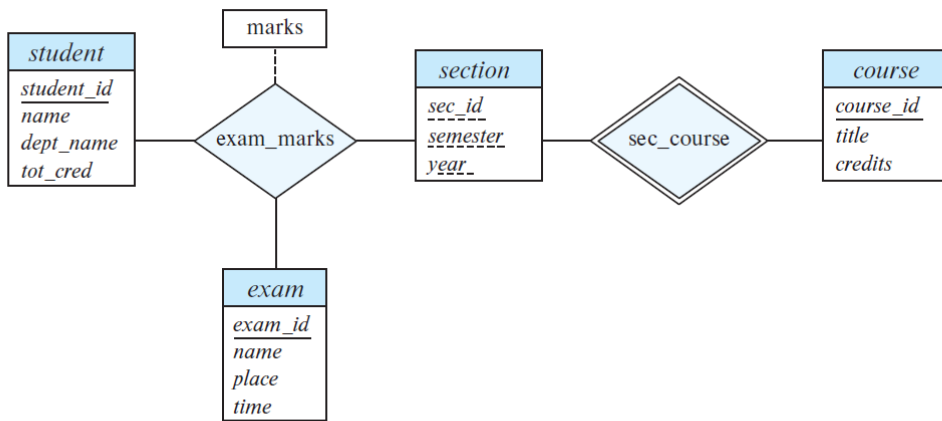 marks
student
student_id
name
dept_name
tot_cred
exam_marks
section
sec_id
semester
year
sec_course
course
course_id
title
credits
exam
exam_id
name
place
time